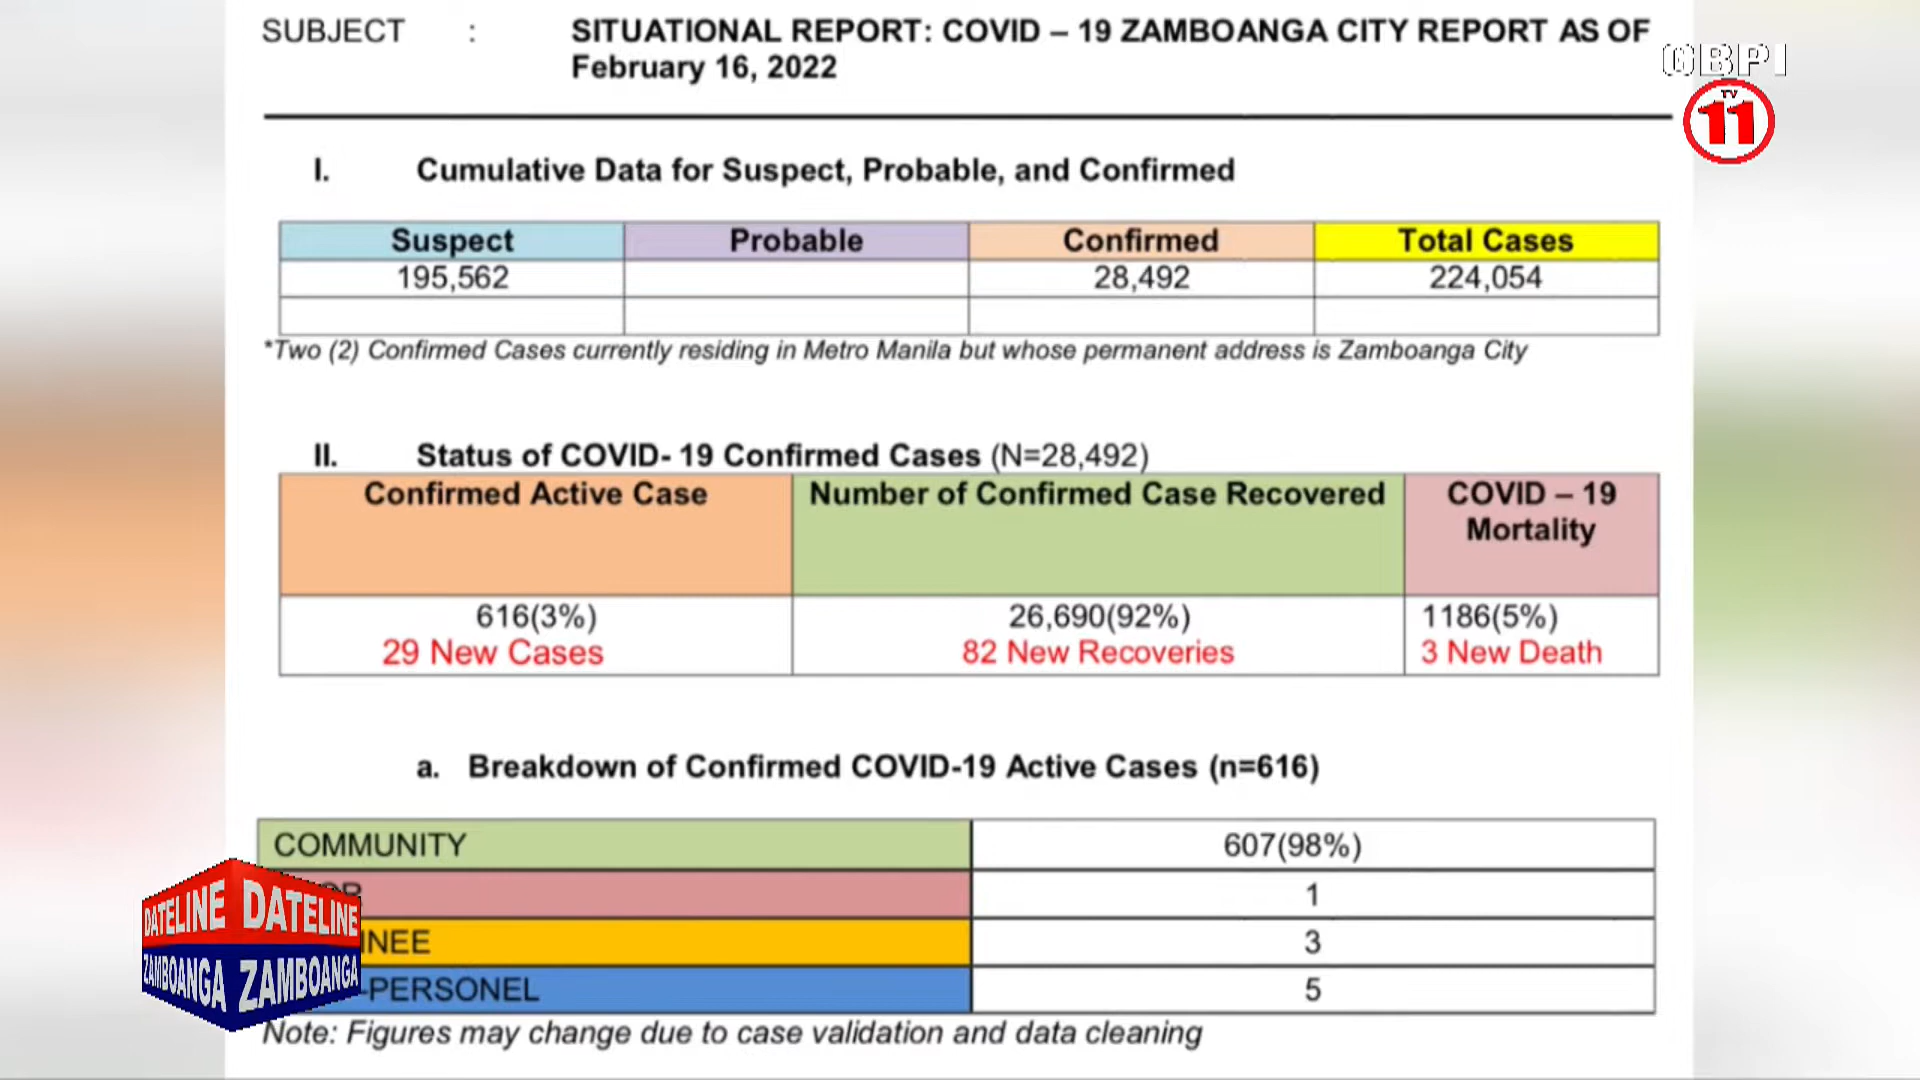 SUBJECT : SITUATIONAL REPORT: COVID – 19 ZAMBOANGA CITY REPORT AS OF
February 16, 2022
GBPI
TV
11
I. Cumulative Data for Suspect, Probable, and Confirmed
Suspect Probable Confirmed Total Cases
195,562 28,492 224,054
*Two (2) Confirmed Cases currently residing in Metro Manila but whose permanent address is Zamboanga City
II. Status of COVID- 19 Confirmed Cases (N=28,492)
Confirmed Active Case Number of Confirmed Case Recovered COVID – 19
Mortality
616(3%) 26,690(92%) 1186(5%)
29 New Cases 82 New Recoveries 3 New Death
a. Breakdown of Confirmed COVID-19 Active Cases (n=616)
COMMUNITY 607(98%)
1
3
-PERSONEL 5
DATELINE DATELINE
ZAMBOANGA ZAMBOANGA
Note: Figures may change due to case validation and data cleaning